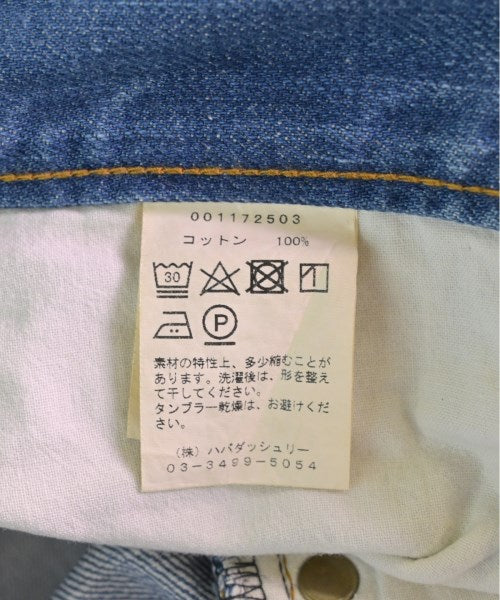 001172503
コットン 100%
30
P
素材の特性上、多少縮むことが
あります。洗濯後は、形を整え
て干してください。
タンブラー乾燥は、お避けくだ
さい。
（株）ハバダッシュリー
03-3499-5054